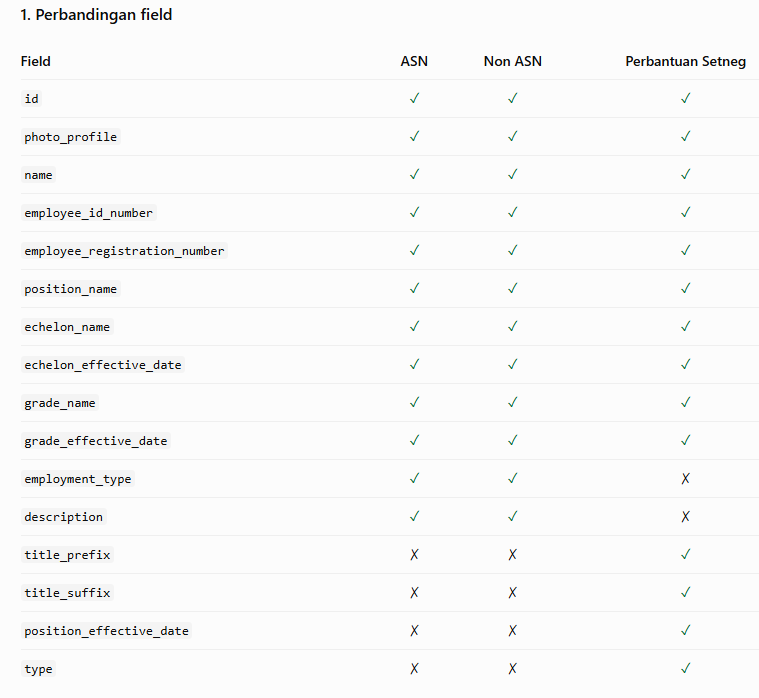 1. Perbandingan field
Field ASN Non ASN Perbantuan Setneg
id ✓ ✓ ✓
photo_profile ✓ ✓ ✓
name ✓ ✓ ✓
employee_id_number ✓ ✓ ✓
employee_registration_number ✓ ✓ ✓
position_name ✓ ✓ ✓
echelon_name ✓ ✓ ✓
echelon_effective_date ✓ ✓ ✓
grade_name ✓ ✓ ✓
grade_effective_date ✓ ✓ ✓
employment_type ✓ ✓ ✗
description ✓ ✓ ✗
title_prefix ✗ ✗ ✓
title_suffix ✗ ✗ ✓
position_effective_date ✗ ✗ ✓
type ✗ ✗ ✓